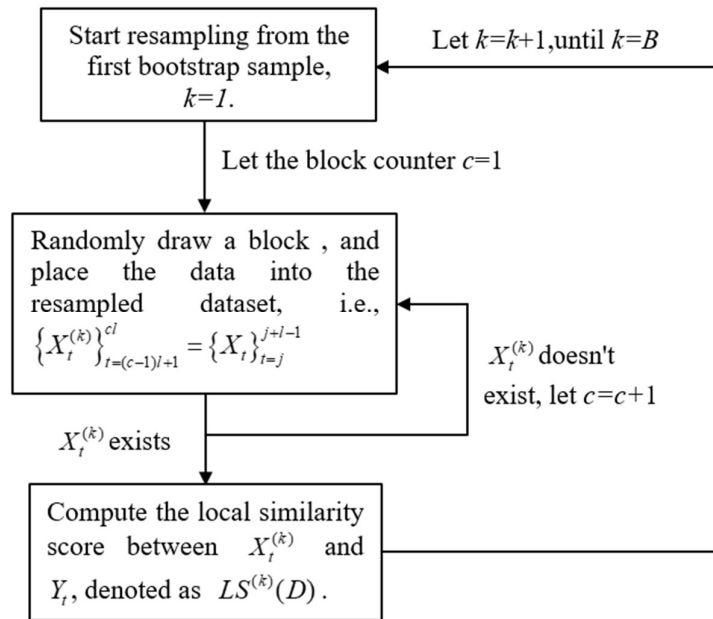 Start resampling from the
first bootstrap sample,
k=1.
Let k=k+1,until k=B
Let the block counter c=1
Randomly draw a block , and
place the data into the
resampled dataset, i.e.,
{X_t^{(k)}}_{t=(c−1)l+1}^{cl} = {X_t}_{t=j}^{j+l−1}
X_t^{(k)} doesn't
exist, let c=c+1
X_t^{(k)} exists
Compute the local similarity
score between X_t^{(k)} and
Y_t, denoted as LS^{(k)}(D).